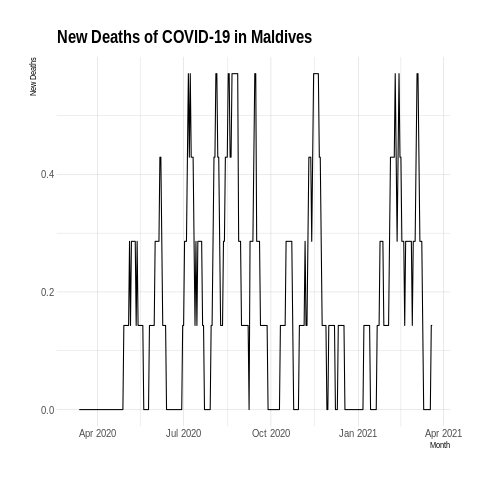 New Deaths of COVID-19 in Maldives
New Deaths
0.4
0.2
0.0
Apr 2020 Jul 2020 Oct 2020 Jan 2021 Apr 2021
Month